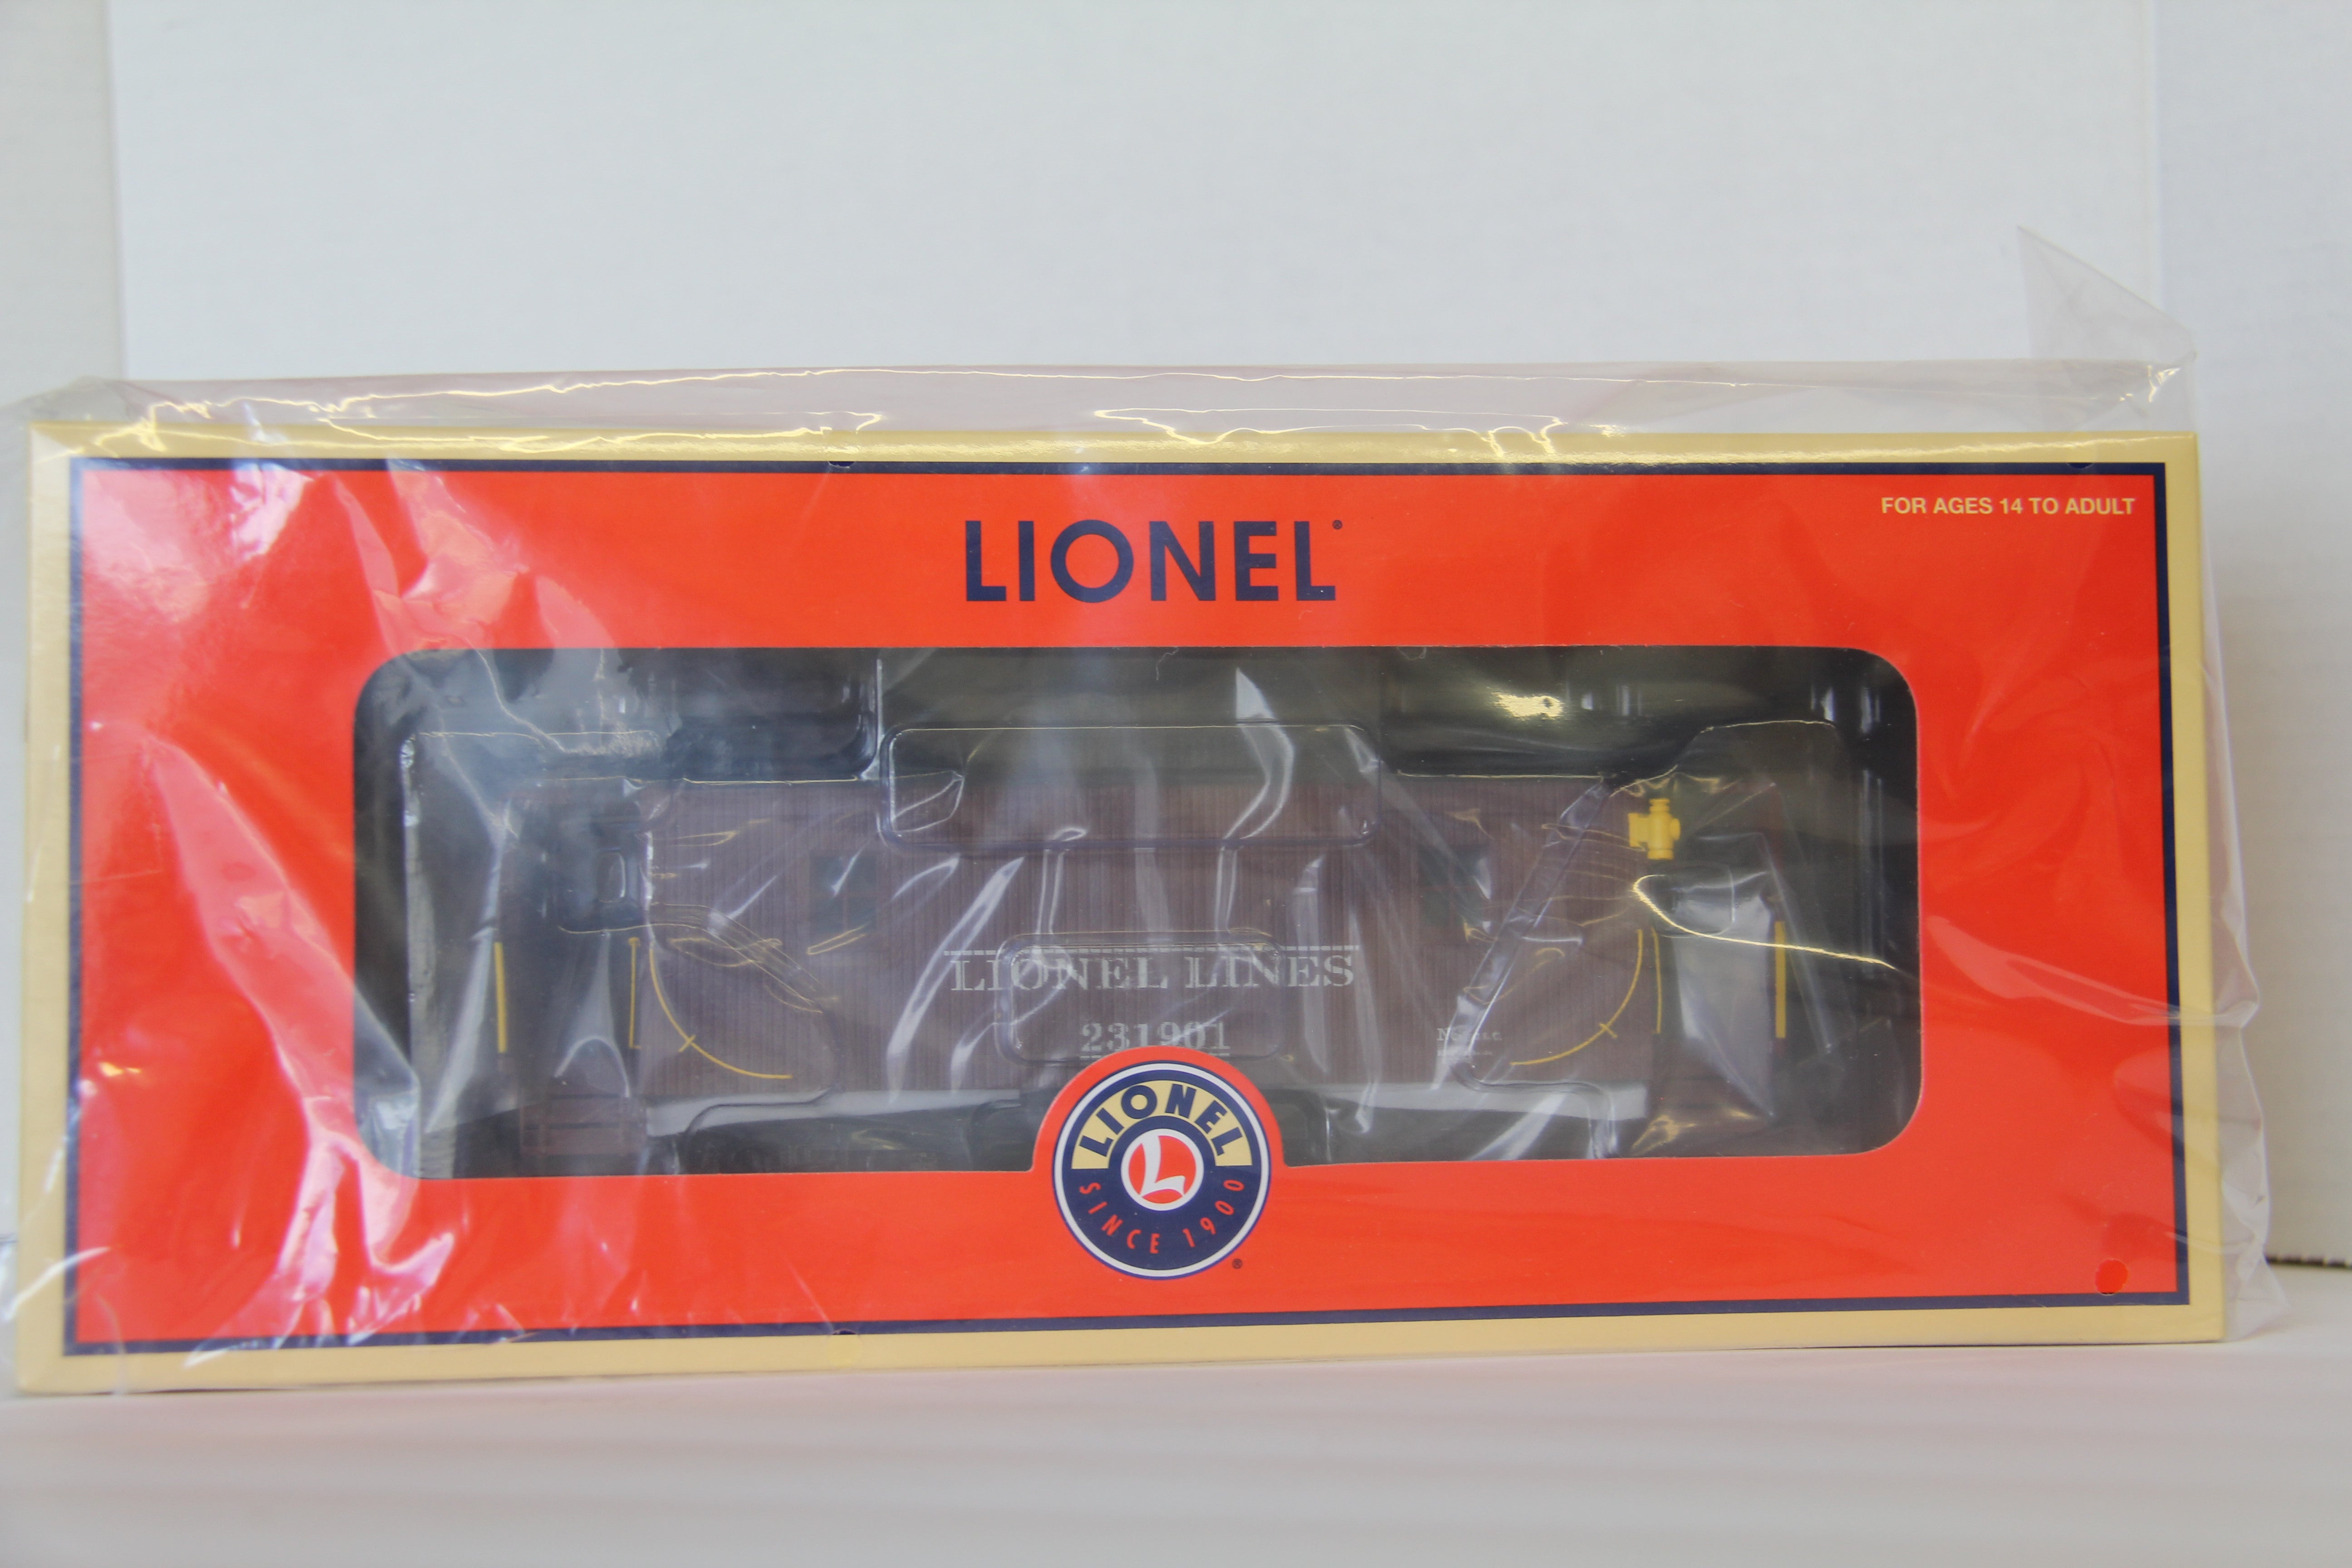 FOR AGES 14 TO ADULT
LIONEL®
LIONEL LINES
231901
LIONEL
L
SINCE 1900
®